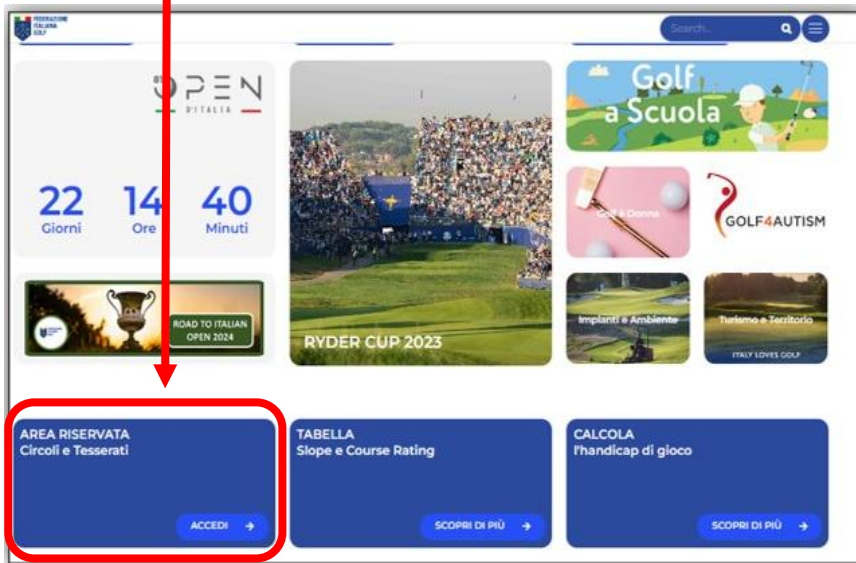 FEDERAZIONE
ITALIANA
GOLF
Search...
OPEN
D'ITALIA
22 14 40
Giorni Ore Minuti
ROAD TO ITALIAN
OPEN 2024
RYDER CUP 2023
Golf
a Scuola
Golf è Donna
GOLF4AUTISM
Impianti e Ambiente
Turismo e Territorio
ITALY LOVES GOLF
AREA RISERVATA
Circoli e Tesserati
ACCEDI
TABELLA
Slope e Course Rating
SCOPRI DI PIÙ
CALCOLA
l'handicap di gioco
SCOPRI DI PIÙ